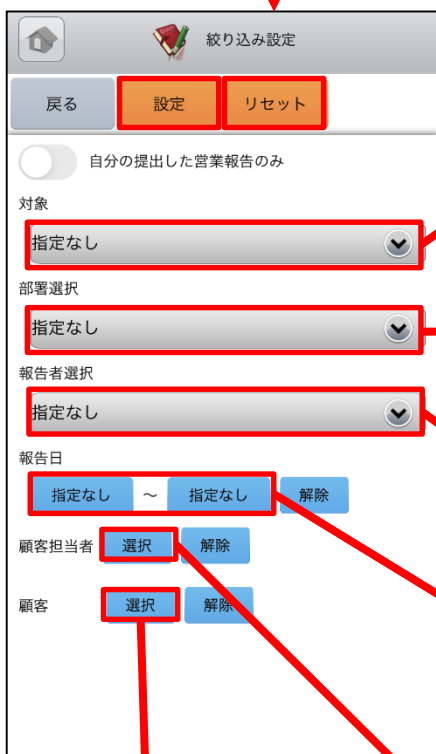 絞り込み設定
戻る 設定 リセット
自分の提出した営業報告のみ
対象
指定なし
部署選択
指定なし
報告者選択
指定なし
報告日
指定なし ～ 指定なし 解除
顧客担当者 選択 解除
顧客 選択 解除